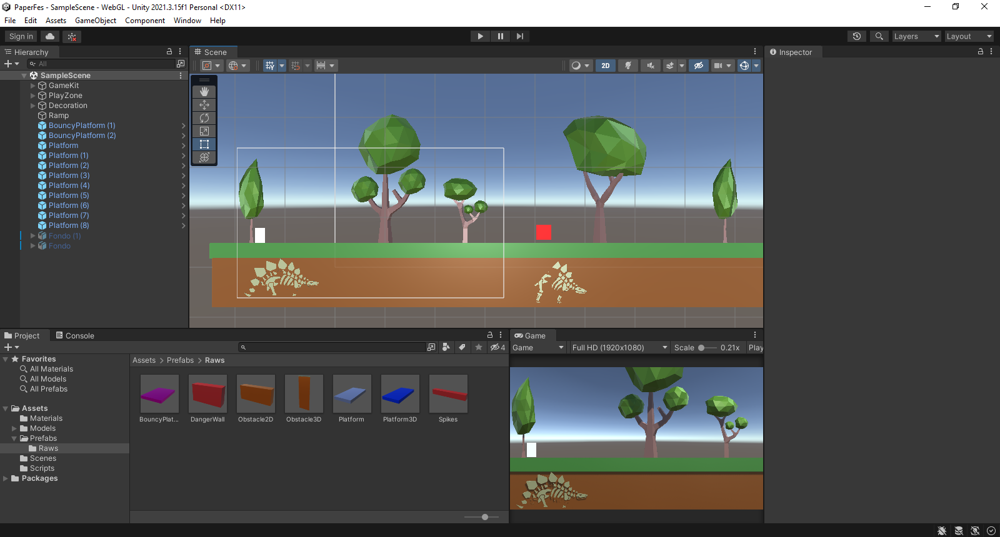 PaperFes - SampleScene - WebGL - Unity 2021.3.15f1 Personal <DX11>
File Edit Assets GameObject Component Window Help
Sign in
Layers
Layout
Hierarchy
All
SampleScene
GameKit
PlayZone
Decoration
Ramp
BouncyPlatform (1)
BouncyPlatform (2)
Platform
Platform (1)
Platform (2)
Platform (3)
Platform (4)
Platform (5)
Platform (6)
Platform (7)
Platform (8)
Fondo (1)
Fondo
Scene
2D
Inspector
Project Console
4
Favorites
All Materials
All Models
All Prefabs
Assets
Materials
Models
Prefabs
Raws
Scenes
Scripts
Packages
Assets > Prefabs > Raws
BouncyPlat... DangerWall Obstacle2D Obstacle3D Platform Platform3D Spikes
Game
Game Full HD (1920x1080) Scale 0.21x Play